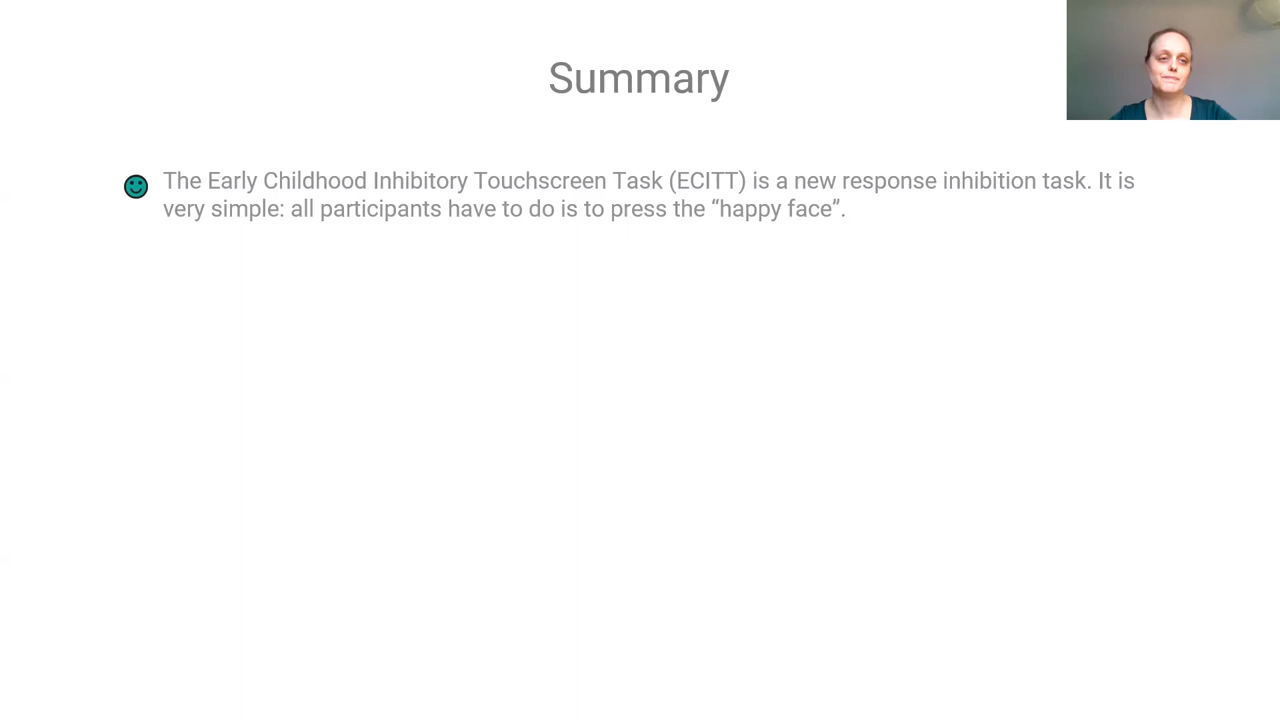 Summary
The Early Childhood Inhibitory Touchscreen Task (ECITT) is a new response inhibition task. It is
very simple: all participants have to do is to press the “happy face”.